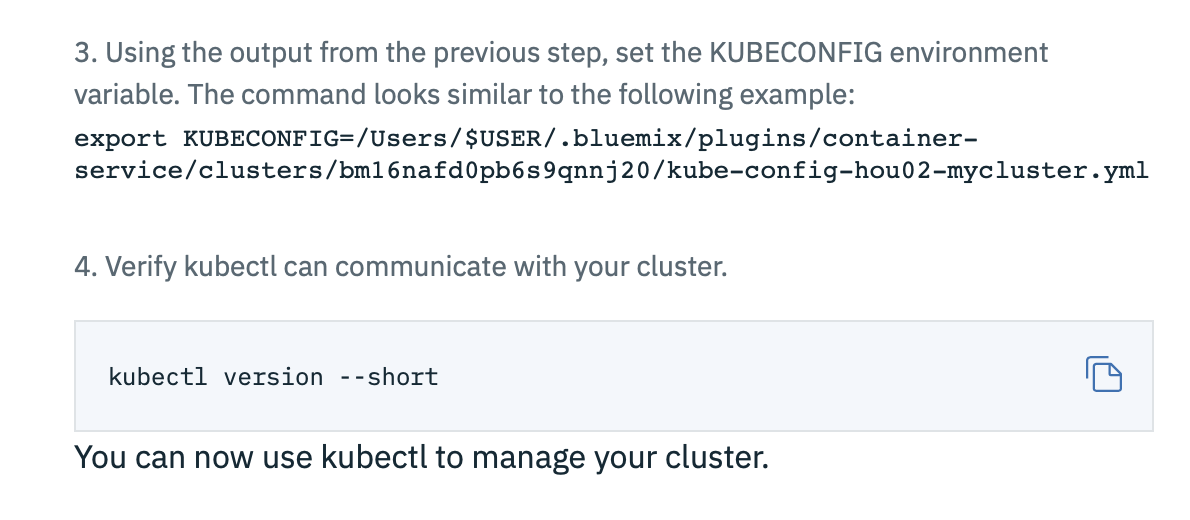 3. Using the output from the previous step, set the KUBECONFIG environment
variable. The command looks similar to the following example:
export KUBECONFIG=/Users/$USER/.bluemix/plugins/container-
service/clusters/bm16nafd0pb6s9qnnj20/kube-config-hou02-mycluster.yml
4. Verify kubectl can communicate with your cluster.
kubectl version --short
You can now use kubectl to manage your cluster.